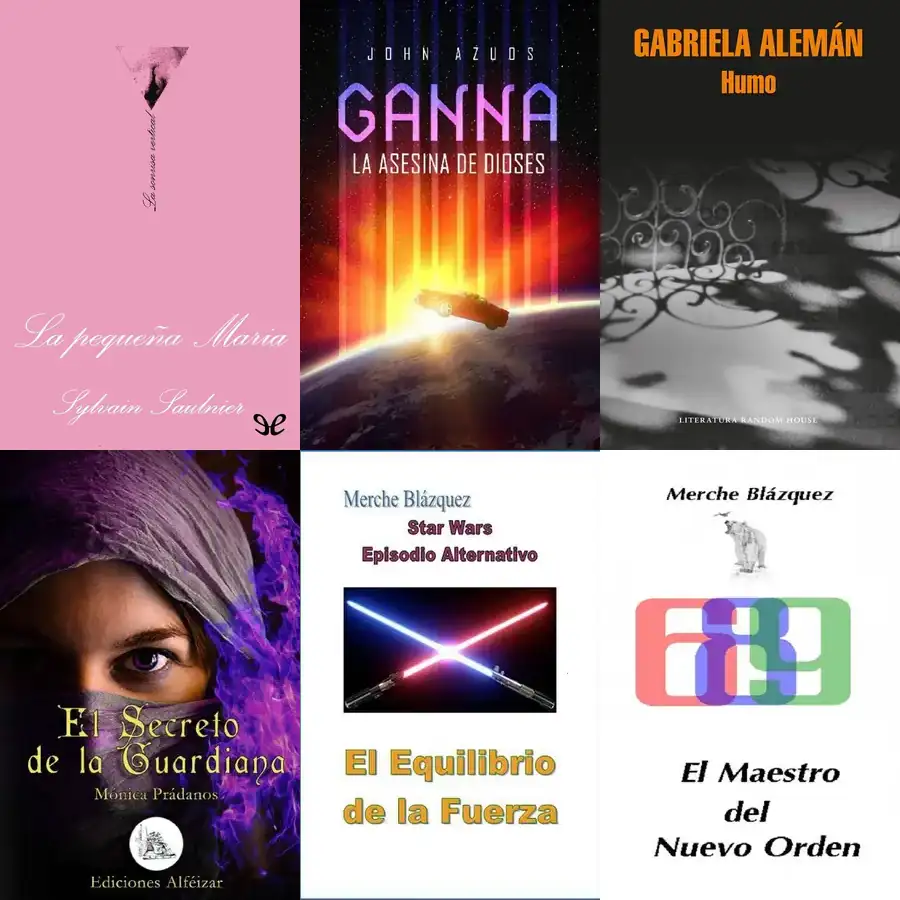 La sonrisa vertical
La pequeña Maria
Sylvain Saulnier
JOHN AZUOS
GANNA
LA ASESINA DE DIOSES
GABRIELA ALEMÁN
Humo
LITERATURA RANDOM HOUSE
El Secreto
de la Guardiana
Mónica Prádanos
Ediciones Alféizar
Merche Blázquez
Star Wars
Episodio Alternativo
El Equilibrio
de la Fuerza
Merche Blázquez
689
El Maestro
del
Nuevo Orden